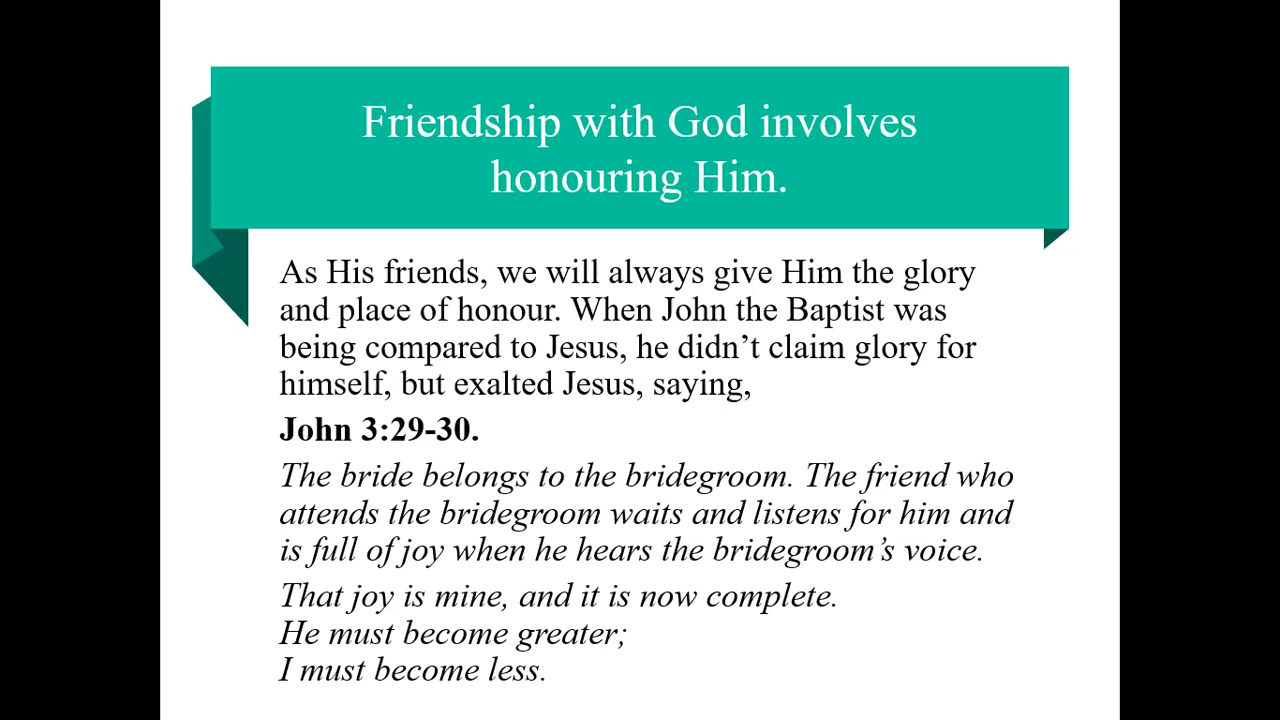 Friendship with God involves
honouring Him.
As His friends, we will always give Him the glory
and place of honour. When John the Baptist was
being compared to Jesus, he didn’t claim glory for
himself, but exalted Jesus, saying,
John 3:29-30.
The bride belongs to the bridegroom. The friend who
attends the bridegroom waits and listens for him and
is full of joy when he hears the bridegroom’s voice.
That joy is mine, and it is now complete.
He must become greater;
I must become less.